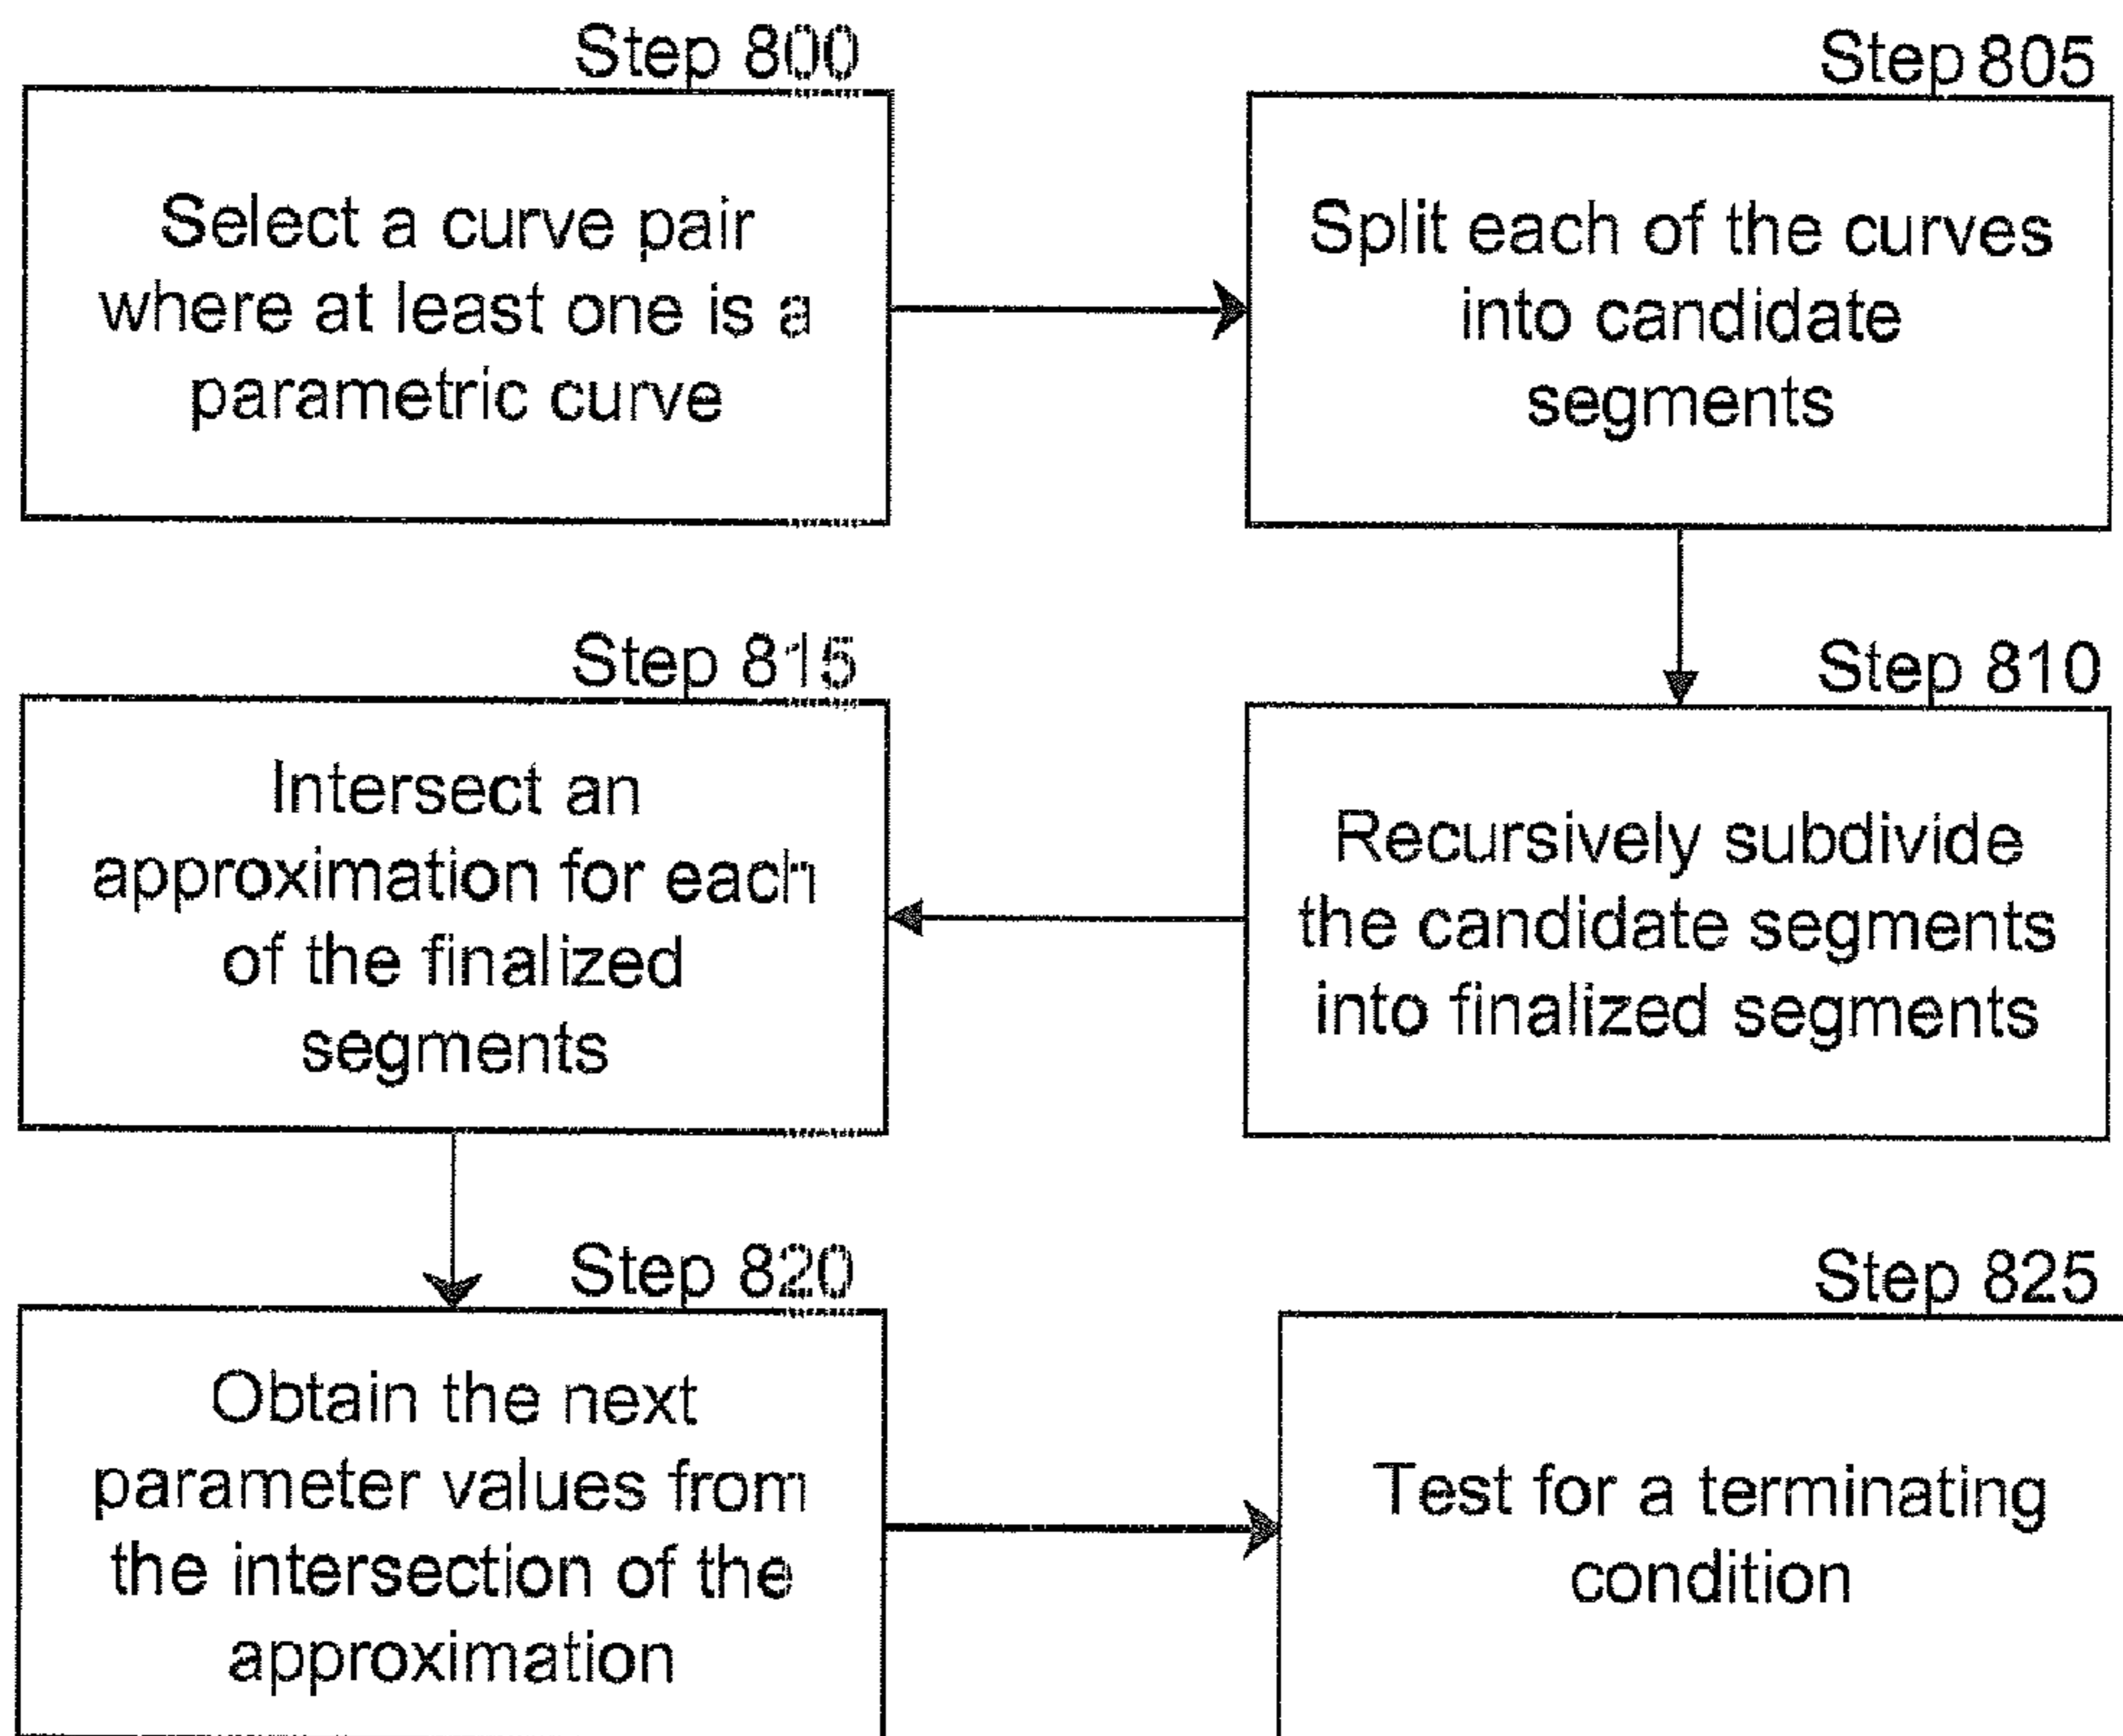 Step 800
Select a curve pair
where at least one is a
parametric curve
Step 805
Split each of the curves
into candidate
segments
Step 810
Recursively subdivide
the candidate segments
into finalized segments
Step 815
Intersect an
approximation for each
of the finalized
segments
Step 820
Obtain the next
parameter values from
the intersection of the
approximation
Step 825
Test for a terminating
condition